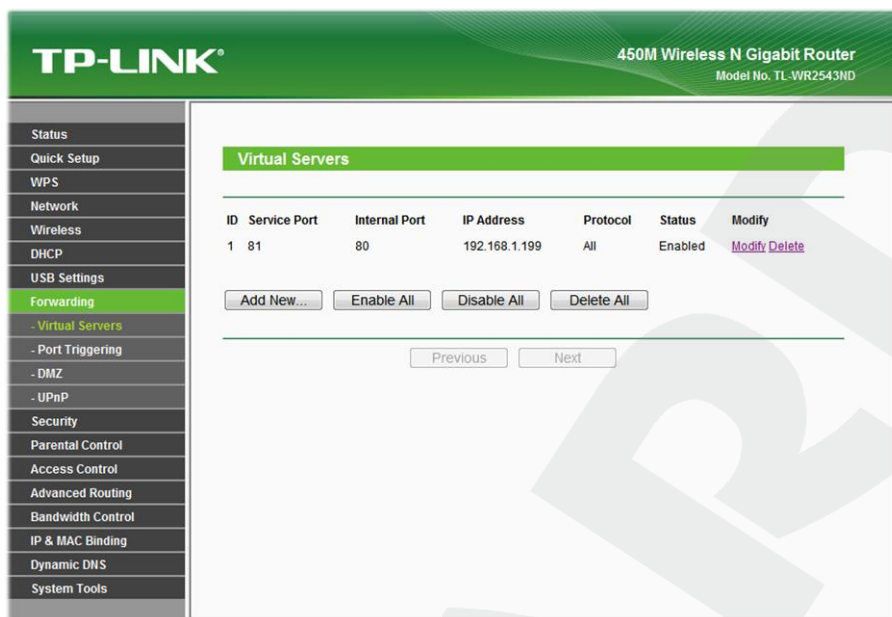 TP-LINK®
450M Wireless N Gigabit Router
Model No. TL-WR2543ND
Status
Quick Setup
WPS
Network
Wireless
DHCP
USB Settings
Forwarding
- Virtual Servers
- Port Triggering
- DMZ
- UPnP
Security
Parental Control
Access Control
Advanced Routing
Bandwidth Control
IP & MAC Binding
Dynamic DNS
System Tools
Virtual Servers
ID Service Port Internal Port IP Address Protocol Status Modify
1 81 80 192.168.1.199 All Enabled Modify Delete
Add New... Enable All Disable All Delete All
Previous Next